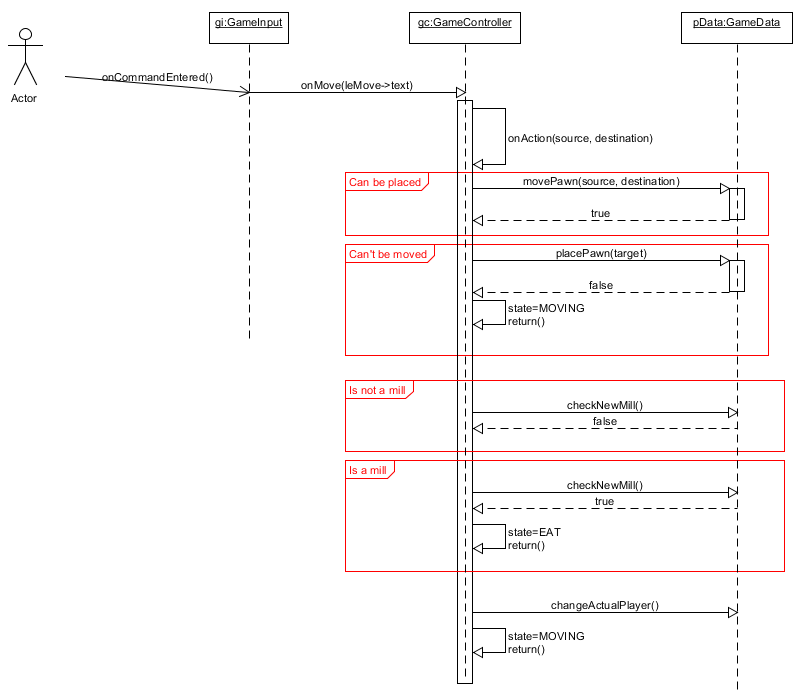 gi:GameInput
gc:GameController
pData:GameData
Actor
onCommandEntered()
onMove(leMove->text)
onAction(source, destination)
Can be placed
movePawn(source, destination)
true
Can't be moved
placePawn(target)
false
state=MOVING
return()
Is not a mill
checkNewMill()
false
Is a mill
checkNewMill()
true
state=EAT
return()
changeActualPlayer()
state=MOVING
return()